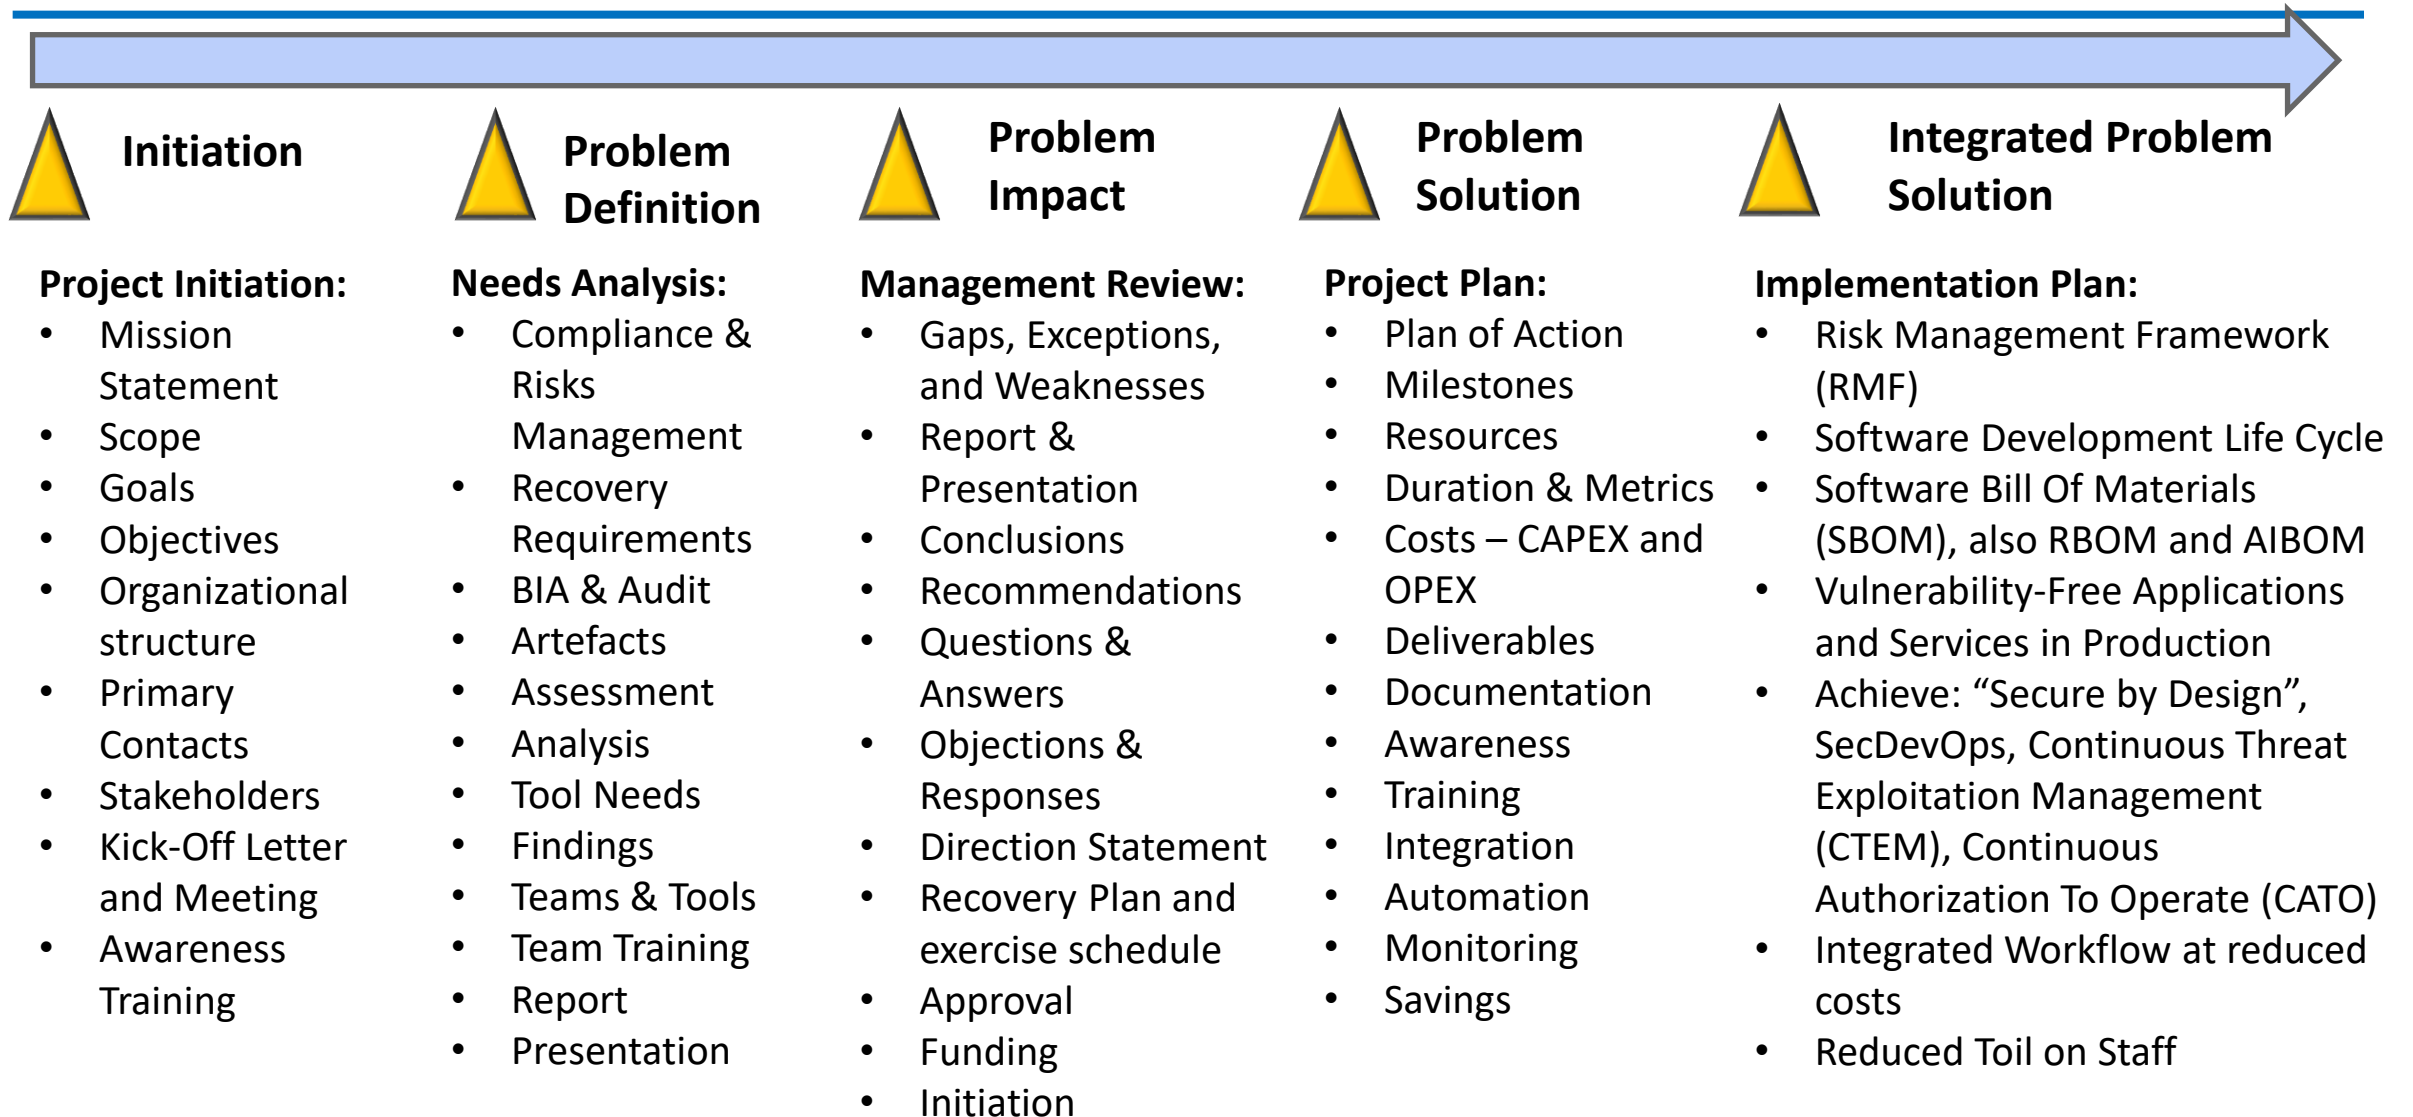 Initiation
Problem
Definition
Problem
Impact
Problem
Solution
Integrated Problem
Solution
Project Initiation:
• Mission
Statement
• Scope
• Goals
• Objectives
• Organizational
structure
• Primary
Contacts
• Stakeholders
• Kick-Off Letter
and Meeting
• Awareness
Training
Needs Analysis:
• Compliance &
Risks
Management
• Recovery
Requirements
• BIA & Audit
• Artefacts
• Assessment
• Analysis
• Tool Needs
• Findings
• Teams & Tools
• Team Training
• Report
• Presentation
Management Review:
• Gaps, Exceptions,
and Weaknesses
• Report &
Presentation
• Conclusions
• Recommendations
• Questions &
Answers
• Objections &
Responses
• Direction Statement
• Recovery Plan and
exercise schedule
• Approval
• Funding
• Initiation
Project Plan:
• Plan of Action
• Milestones
• Resources
• Duration & Metrics
• Costs – CAPEX and
OPEX
• Deliverables
• Documentation
• Awareness
• Training
• Integration
• Automation
• Monitoring
• Savings
Implementation Plan:
• Risk Management Framework
(RMF)
• Software Development Life Cycle
• Software Bill Of Materials
(SBOM), also RBOM and AIBOM
• Vulnerability-Free Applications
and Services in Production
• Achieve: “Secure by Design”,
SecDevOps, Continuous Threat
Exploitation Management
(CTEM), Continuous
Authorization To Operate (CATO)
• Integrated Workflow at reduced
costs
• Reduced Toil on Staff